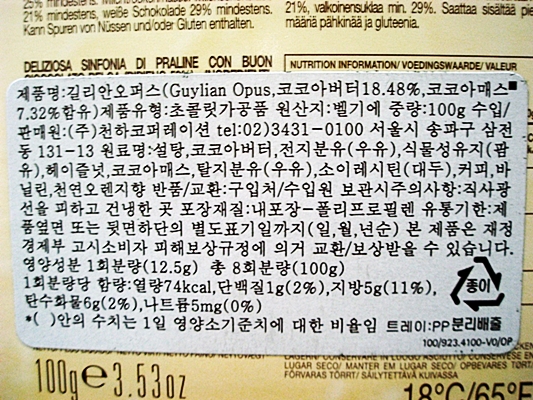 25% mindestens.
21% mindestens, weiße Schokolade 29% mindestens.
Kann Spuren von Nüssen und/oder Gluten enthalten.
21%, valkoinensuklaa min. 29%. Saattaa sisältää
määriä pähkinää ja gluteenia.
DELIZIOSA SINFONIA DI PRALINE CON BUON
NUTRITION INFORMATION/VOEDINGSWAARDE/VALEUR
제품명:길리안오퍼스(Guylian Opus,코코아버터18.48%,코코아매스
7.32%함유)제품유형:초콜릿가공품 원산지:벨기에 중량:100g 수입/
판매원:(주)천하코퍼레이션 tel:02)3431-0100 서울시 송파구 삼전
동 131-13 원료명:설탕,코코아버터,전지분유(우유),식물성유지(팜
유),헤이즐넛,코코아매스,탈지분유(우유),소이레시틴(대두),커피,바
닐린,천연오렌지향 반품/교환:구입처/수입원 보관시주의사항:직사광
선을 피하고 건냉한 곳 포장재질:내포장-폴리프로필렌 유통기한:제
품옆면 또는 뒷면하단의 별도표기일까지(일,월,년순) 본 제품은 재정
경제부 고시소비자 피해보상규정에 의거 교환/보상받을 수 있습니다.
영양성분 1회분량(12.5g) 총 8회분량(100g)
1회분량당 함량:열량74kcal,단백질1g(2%),지방5g(11%),
탄수화물6g(2%),나트륨5mg(0%)
종이
*( )안의 수치는 1일 영양소기준치에 대한 비율임 트레이:PP분리배출
100/923.4100-V0/OP
LUGAR SECO/ MANTER EM LUGAR SECO/ OPBEVARES TØRT/
FÖRVARAS TORRT/ SÄILYTETTÄVÄ KUIVASSA
100g e 3.53oz
18°C/65°F